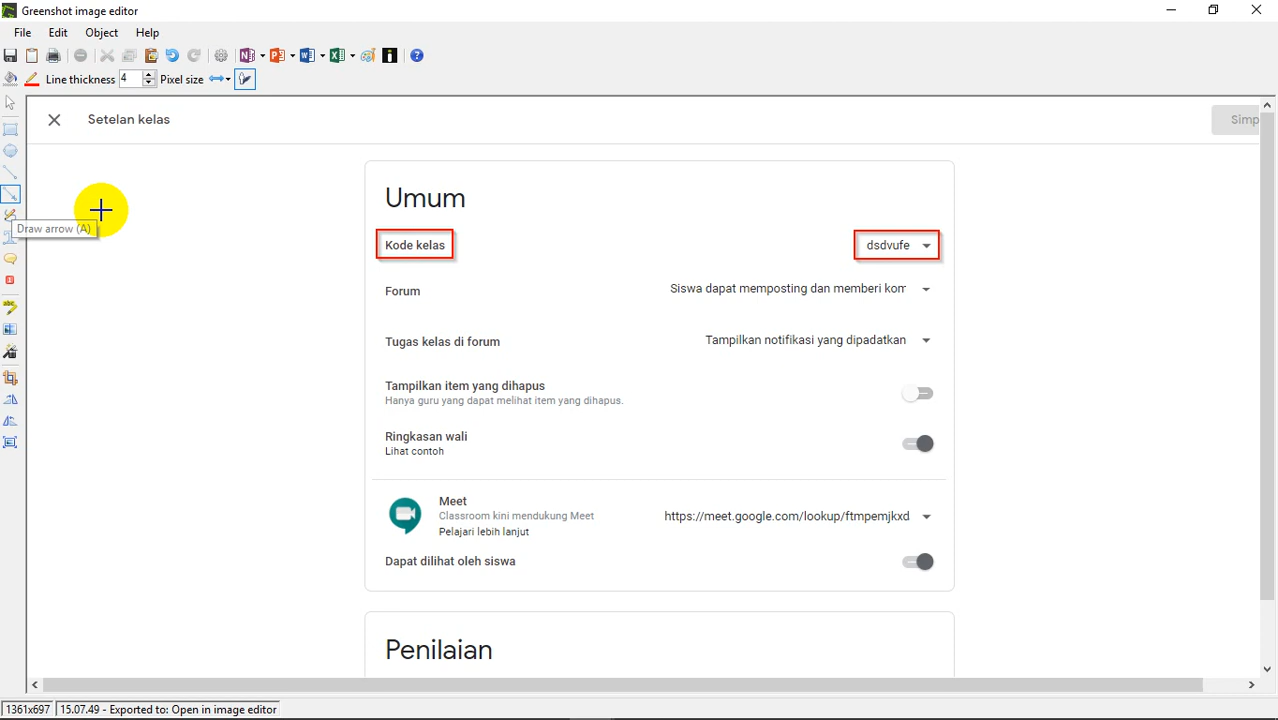 Greenshot image editor
File Edit Object Help
Line thickness 4 Pixel size
Setelan kelas Simp
Umum
Draw arrow (A)
Kode kelas dsdvufe
Forum Siswa dapat memposting dan memberi kom
Tugas kelas di forum Tampilkan notifikasi yang dipadatkan
Tampilkan item yang dihapus
Hanya guru yang dapat melihat item yang dihapus.
Ringkasan wali
Lihat contoh
Meet
Classroom kini mendukung Meet https://meet.google.com/lookup/ftmpemjkxd
Pelajari lebih lanjut
Dapat dilihat oleh siswa
Penilaian
1361x697 15.07.49 - Exported to: Open in image editor